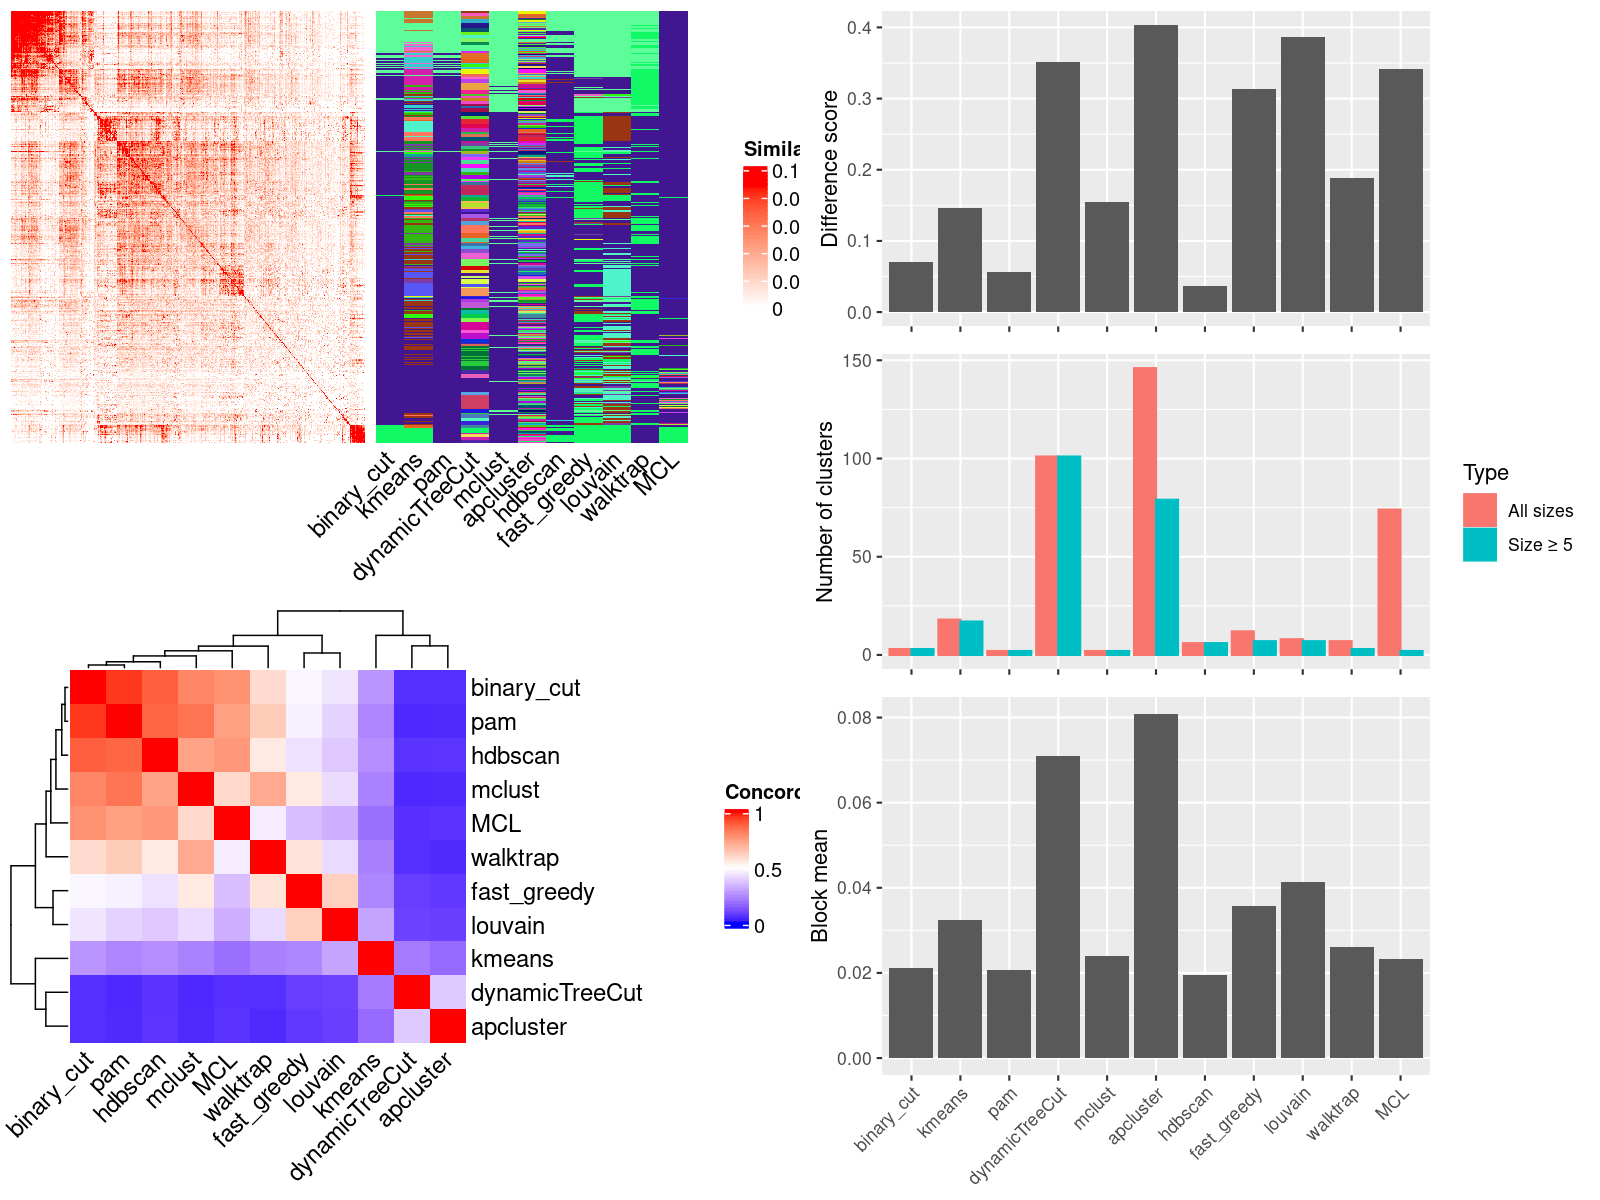 Simila
0.1
0.0
0.0
0.0
0.0
0
binary_cut
kmeans
pam
dynamicTreeCut
mclust
apcluster
hdbscan
fast_greedy
louvain
walktrap
MCL
binary_cut
pam
hdbscan
mclust
MCL
walktrap
fast_greedy
louvain
kmeans
dynamicTreeCut
apcluster
binary_cut
pam
hdbscan
mclust
MCL
walktrap
fast_greedy
louvain
kmeans
dynamicTreeCut
apcluster
Concord
1
0.5
0
Difference score
0.4
0.3
0.2
0.1
0.0
Number of clusters
150
100
50
0
Type
All sizes
Size ≥ 5
Block mean
0.08
0.06
0.04
0.02
0.00
binary_cut
kmeans
pam
dynamicTreeCut
mclust
apcluster
hdbscan
fast_greedy
louvain
walktrap
MCL